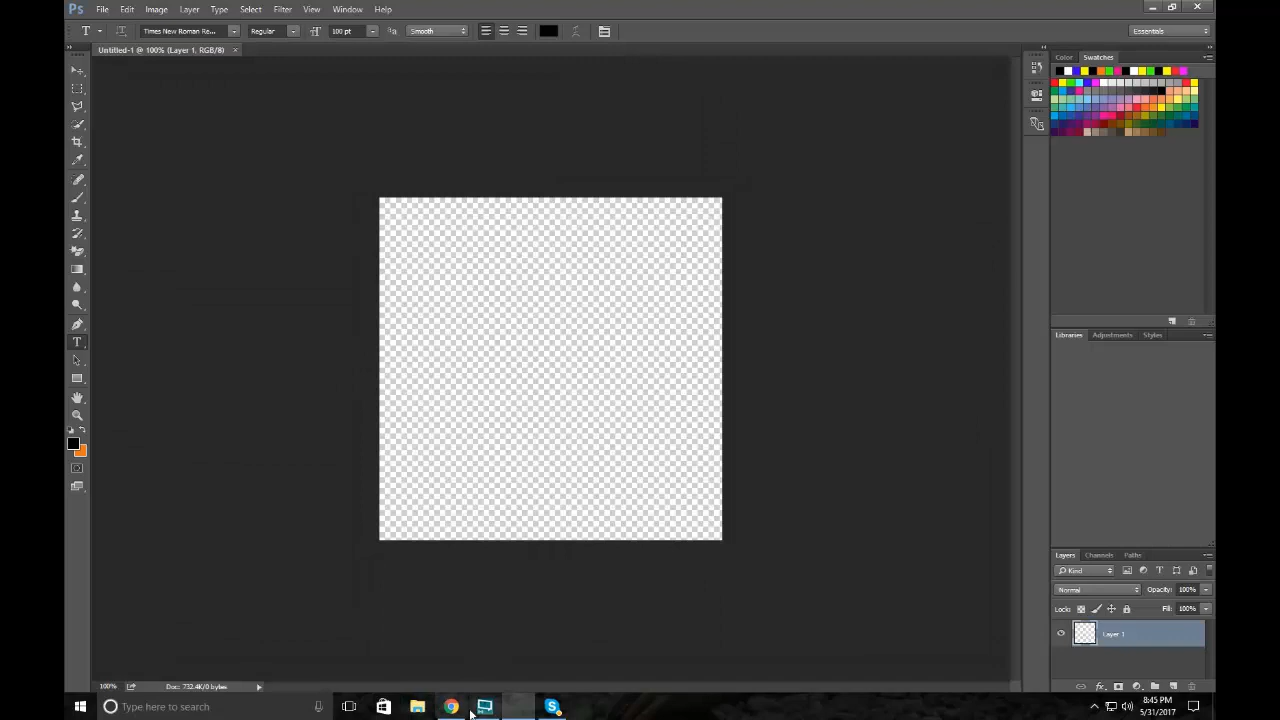 Ps File Edit Image Layer Type Select Filter View Window Help
T Times New Roman Re... Regular 100 pt Smooth Essentials
Untitled-1 @ 100% (Layer 1, RGB/8) ×
Color Swatches
Libraries Adjustments Styles
Layers Channels Paths
Kind
Normal Opacity: 100%
Lock: Fill: 100%
Layer 1
100% Doc: 732.4K/0 bytes
Type here to search
8:45 PM
5/31/2017